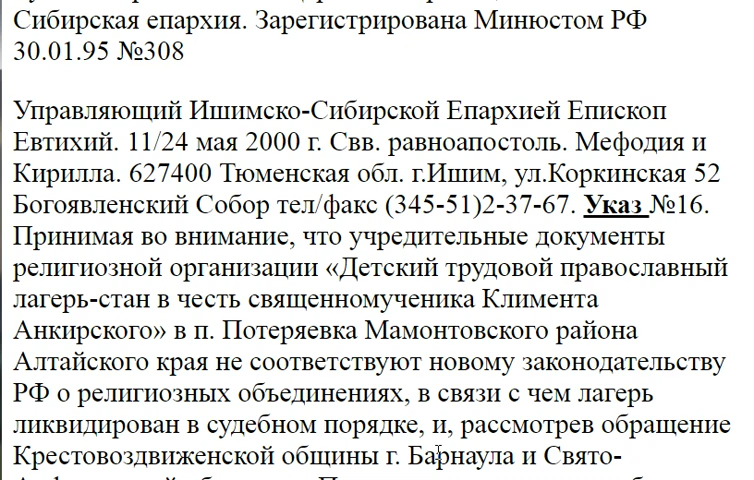 Сибирская епархия. Зарегистрирована Минюстом РФ
30.01.95 №308
Управляющий Ишимско-Сибирской Епархией Епископ
Евтихий. 11/24 мая 2000 г. Свв. равноапостоль. Мефодия и
Кирилла. 627400 Тюменская обл. г.Ишим, ул.Коркинская 52
Богоявленский Собор тел/факс (345-51)2-37-67. Указ №16.
Принимая во внимание, что учредительные документы
религиозной организации «Детский трудовой православный
лагерь-стан в честь священномученика Климента
Анкирского» в п. Потеряевка Мамонтовского района
Алтайского края не соответствуют новому законодательству
РФ о религиозных объединениях, в связи с чем лагерь
ликвидирован в судебном порядке, и, рассмотрев обращение
Крестовоздвиженской общины г. Барнаула и Свято-